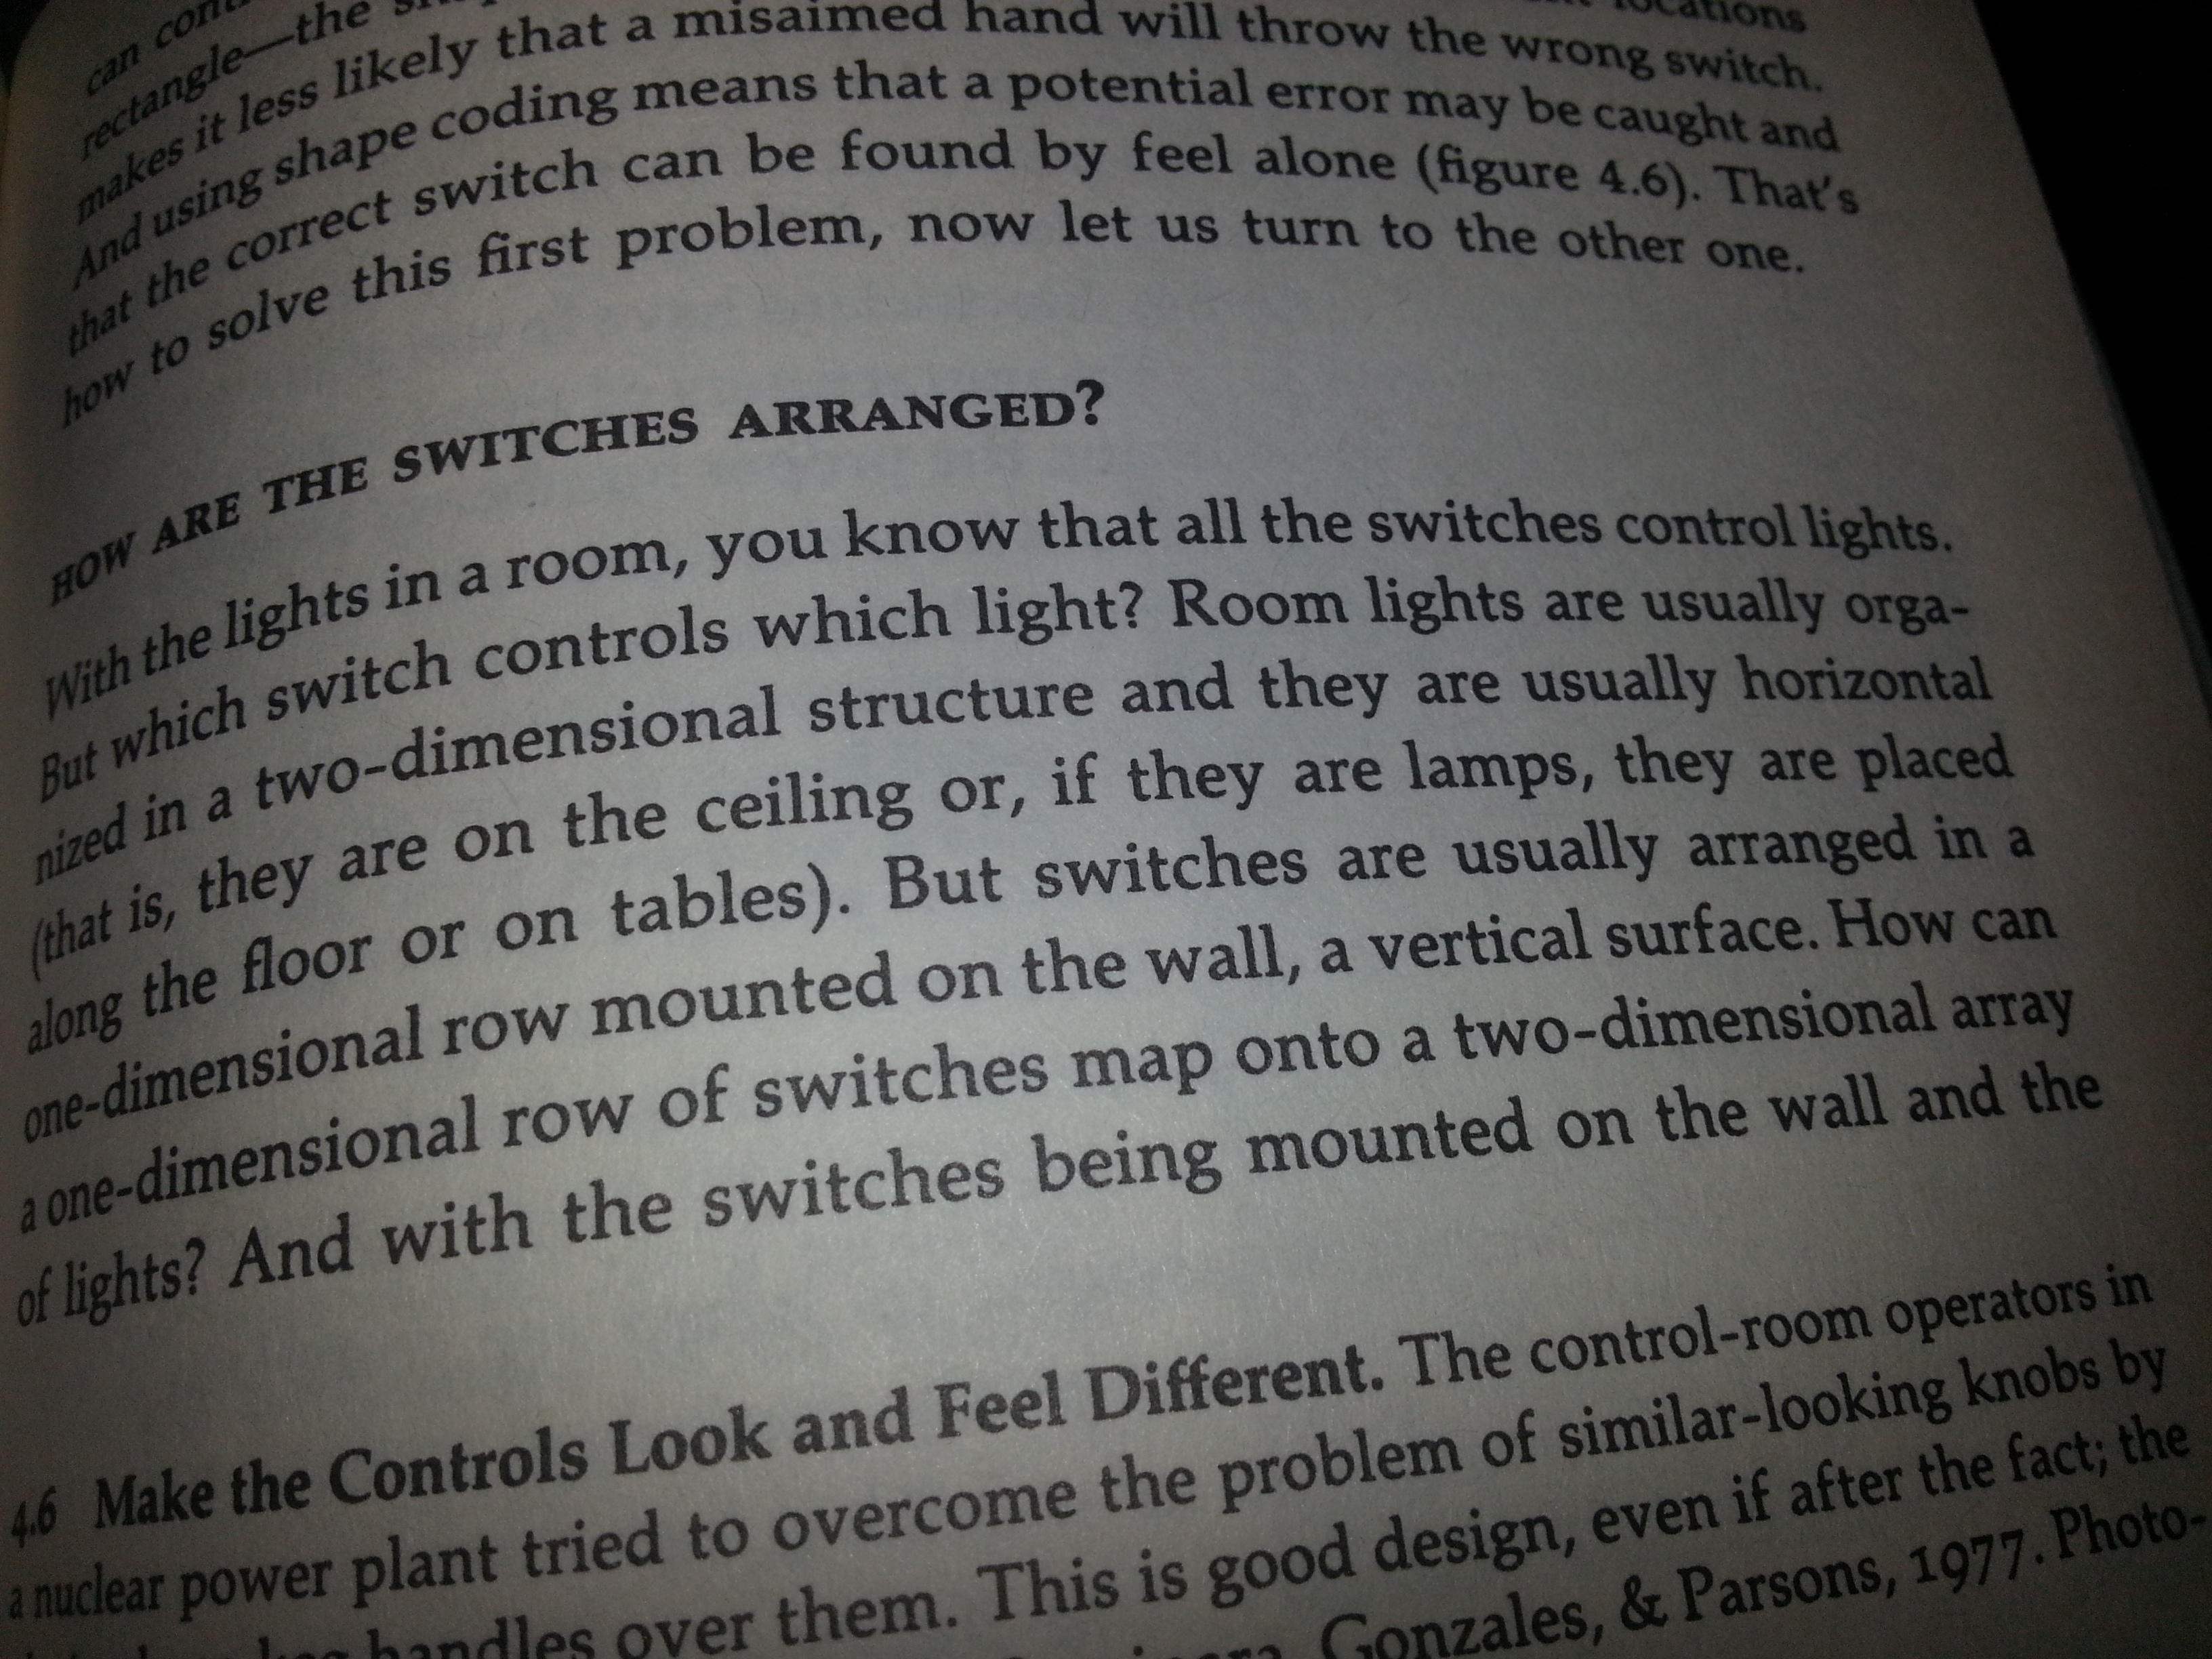 can
rectangle—the locations
makes it less likely that a misaimed hand will throw the wrong switch.
And using shape coding means that a potential error may be caught and
that the correct switch can be found by feel alone (figure 4.6). That's
how to solve this first problem, now let us turn to the other one.
HOW ARE THE SWITCHES ARRANGED?
With the lights in a room, you know that all the switches control lights.
But which switch controls which light? Room lights are usually orga-
nized in a two-dimensional structure and they are usually horizontal
(that is, they are on the ceiling or, if they are lamps, they are placed
along the floor or on tables). But switches are usually arranged in a
one-dimensional row mounted on the wall, a vertical surface. How can
a one-dimensional row of switches map onto a two-dimensional array
of lights? And with the switches being mounted on the wall and the
4.6 Make the Controls Look and Feel Different. The control-room operators in
a nuclear power plant tried to overcome the problem of similar-looking knobs by
handles over them. This is good design, even if after the fact; the
Gonzales, & Parsons, 1977. Photo-